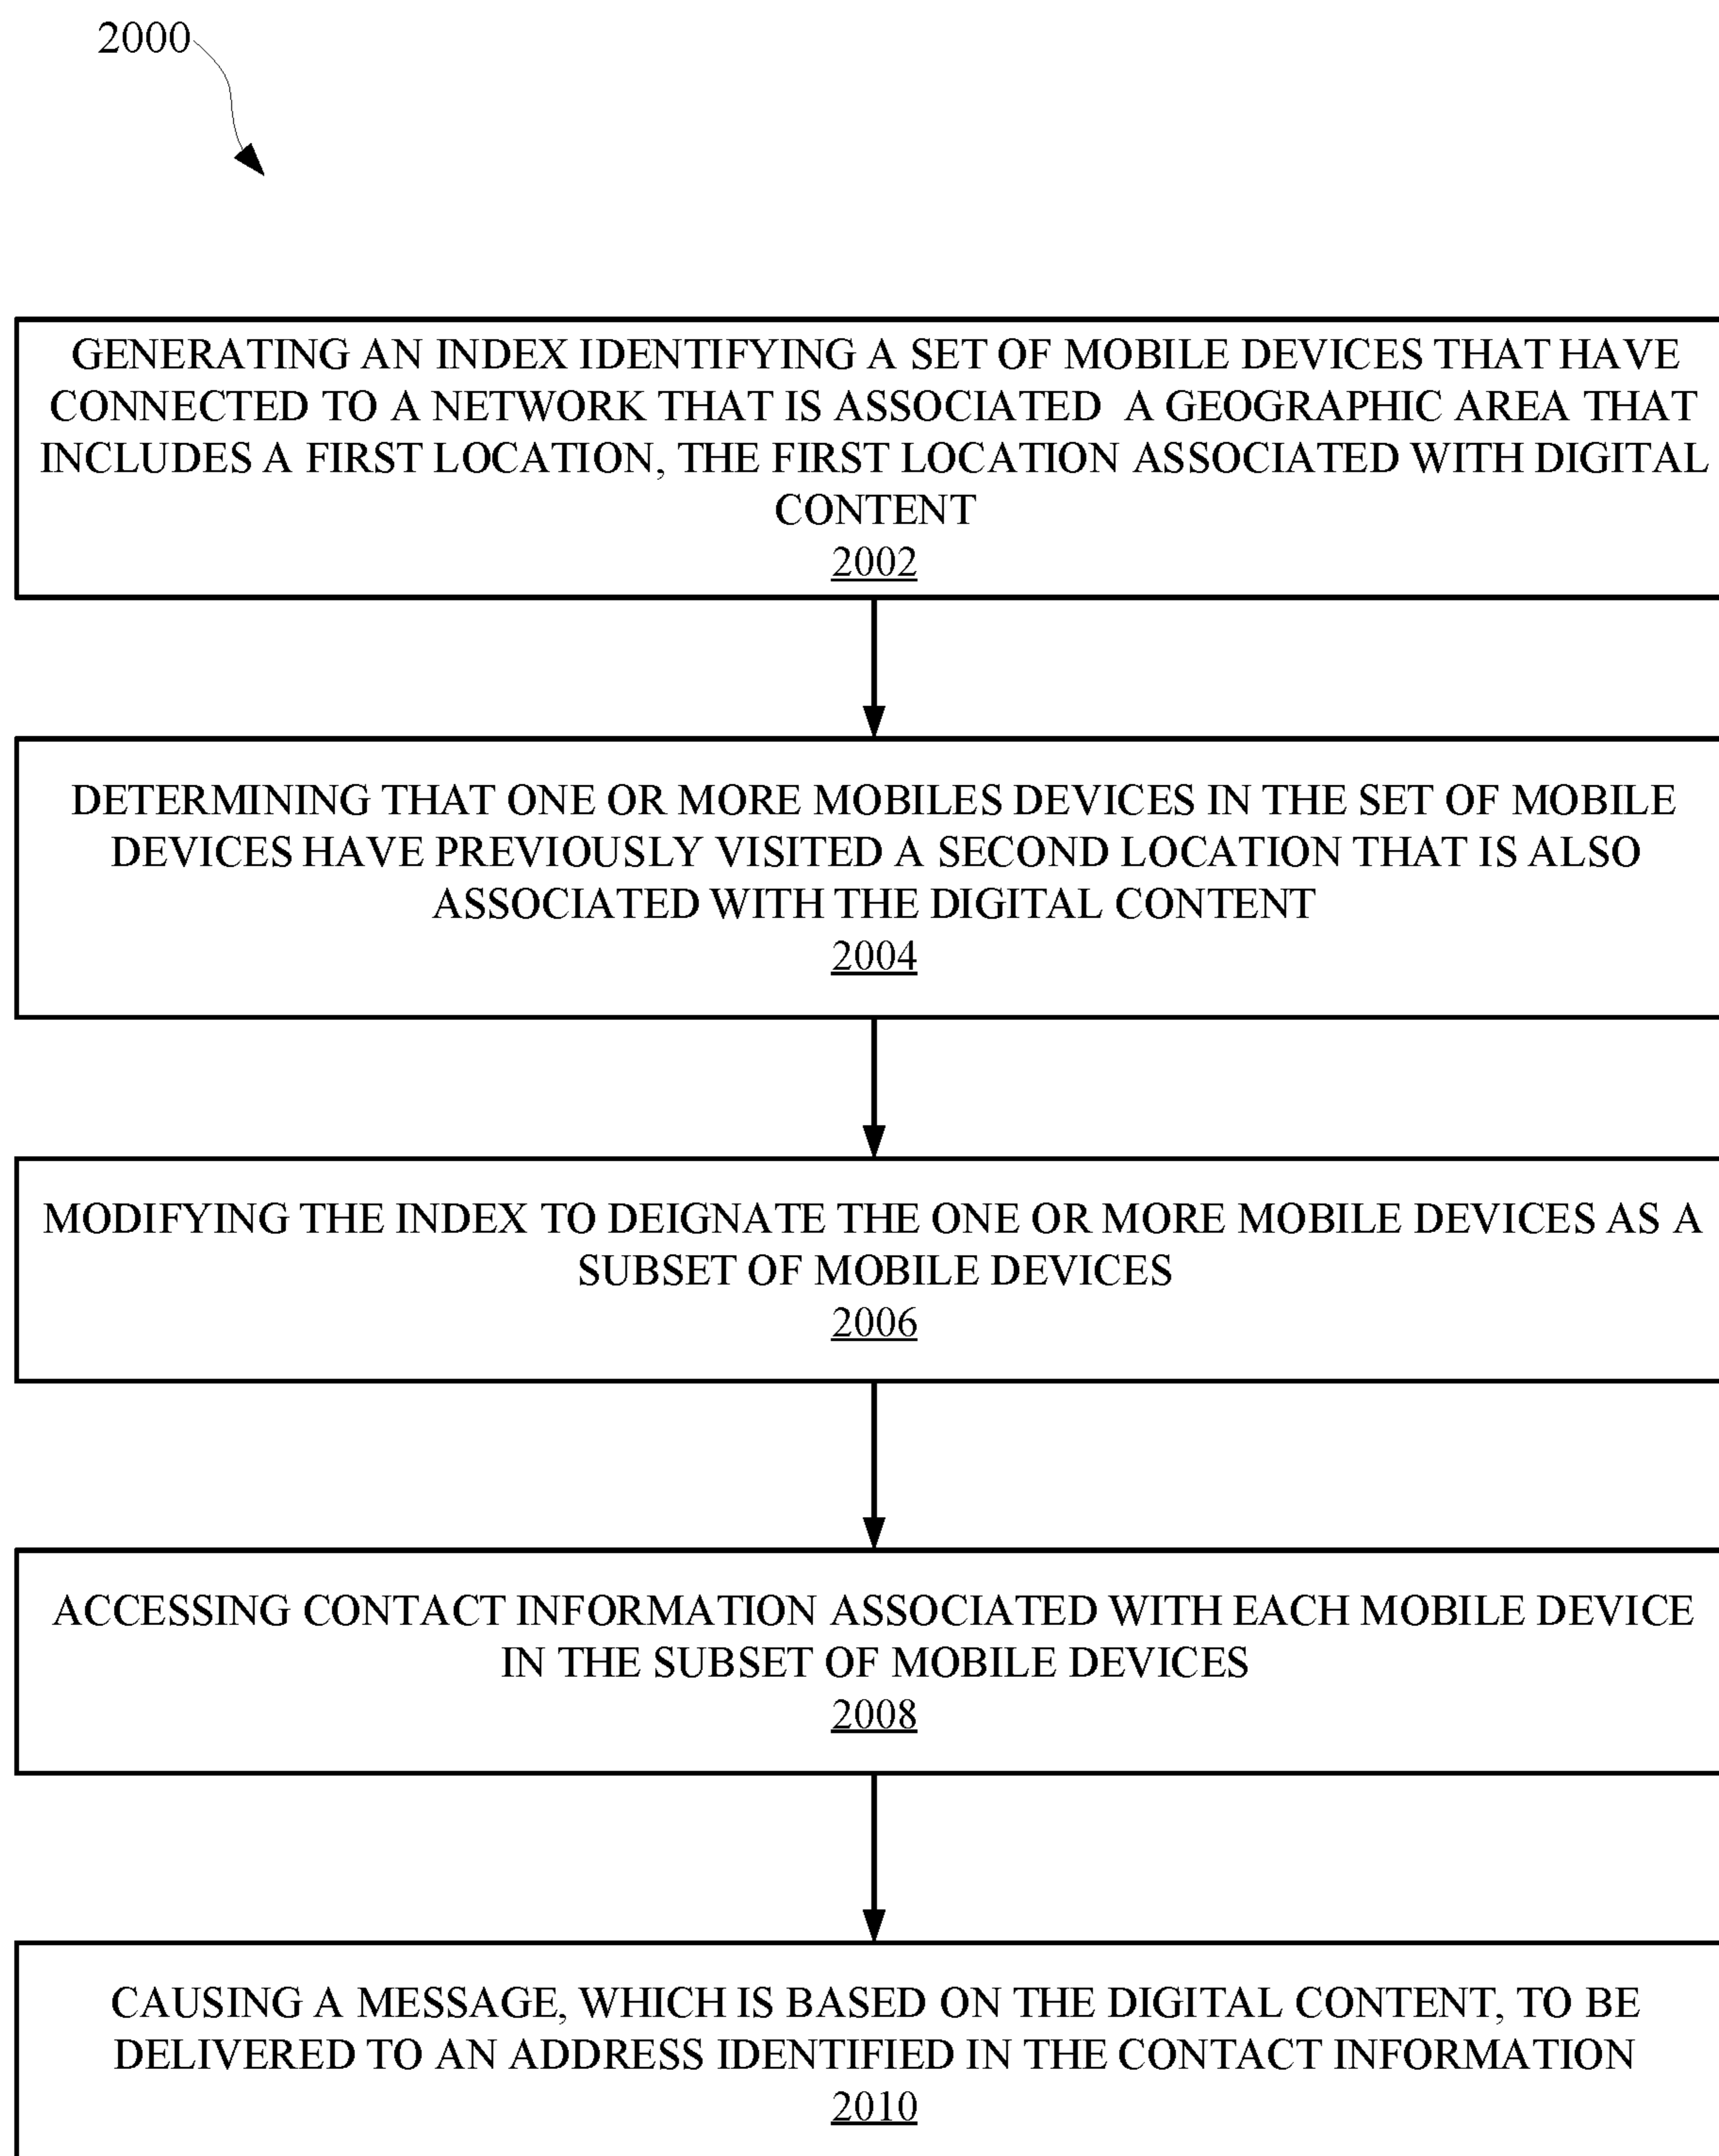 2000
GENERATING AN INDEX IDENTIFYING A SET OF MOBILE DEVICES THAT HAVE
CONNECTED TO A NETWORK THAT IS ASSOCIATED A GEOGRAPHIC AREA THAT
INCLUDES A FIRST LOCATION, THE FIRST LOCATION ASSOCIATED WITH DIGITAL
CONTENT
2002
DETERMINING THAT ONE OR MORE MOBILES DEVICES IN THE SET OF MOBILE
DEVICES HAVE PREVIOUSLY VISITED A SECOND LOCATION THAT IS ALSO
ASSOCIATED WITH THE DIGITAL CONTENT
2004
MODIFYING THE INDEX TO DEIGNATE THE ONE OR MORE MOBILE DEVICES AS A
SUBSET OF MOBILE DEVICES
2006
ACCESSING CONTACT INFORMATION ASSOCIATED WITH EACH MOBILE DEVICE
IN THE SUBSET OF MOBILE DEVICES
2008
CAUSING A MESSAGE, WHICH IS BASED ON THE DIGITAL CONTENT, TO BE
DELIVERED TO AN ADDRESS IDENTIFIED IN THE CONTACT INFORMATION
2010